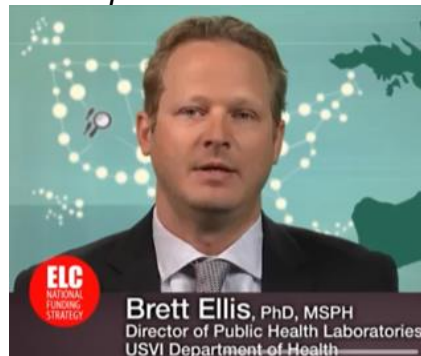 ELC
NATIONAL
FUNDING
STRATEGY
Brett Ellis, PhD, MSPH
Director of Public Health Laboratories
USVI Department of Health